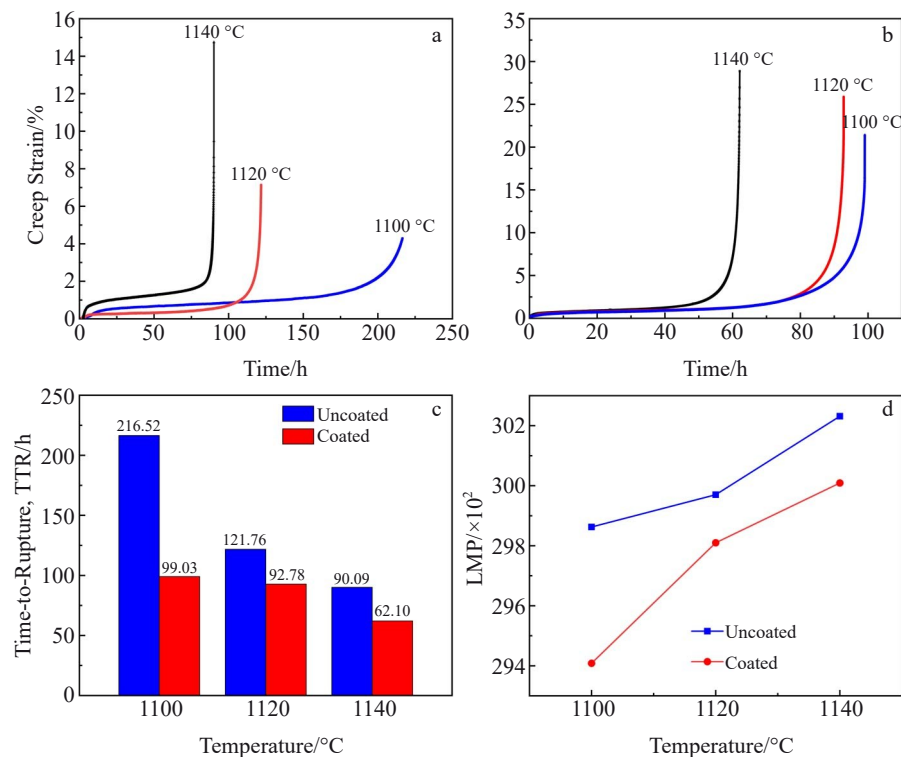 16
14
12
10
8
6
4
2
0
Creep Strain/%
1140 °C
1120 °C
1100 °C
a
0
50
100
150
200
250
Time/h
35
30
25
20
15
10
5
0
1140 °C
1120 °C
1100 °C
b
0
20
40
60
80
100
Time/h
250
200
150
100
50
0
Time-to-Rupture, TTR/h
c
Uncoated
Coated
216.52
99.03
121.76
92.78
90.09
62.10
1100
1120
1140
Temperature/°C
302
300
298
296
294
LMP/×10²
d
Uncoated
Coated
1100
1120
1140
Temperature/°C